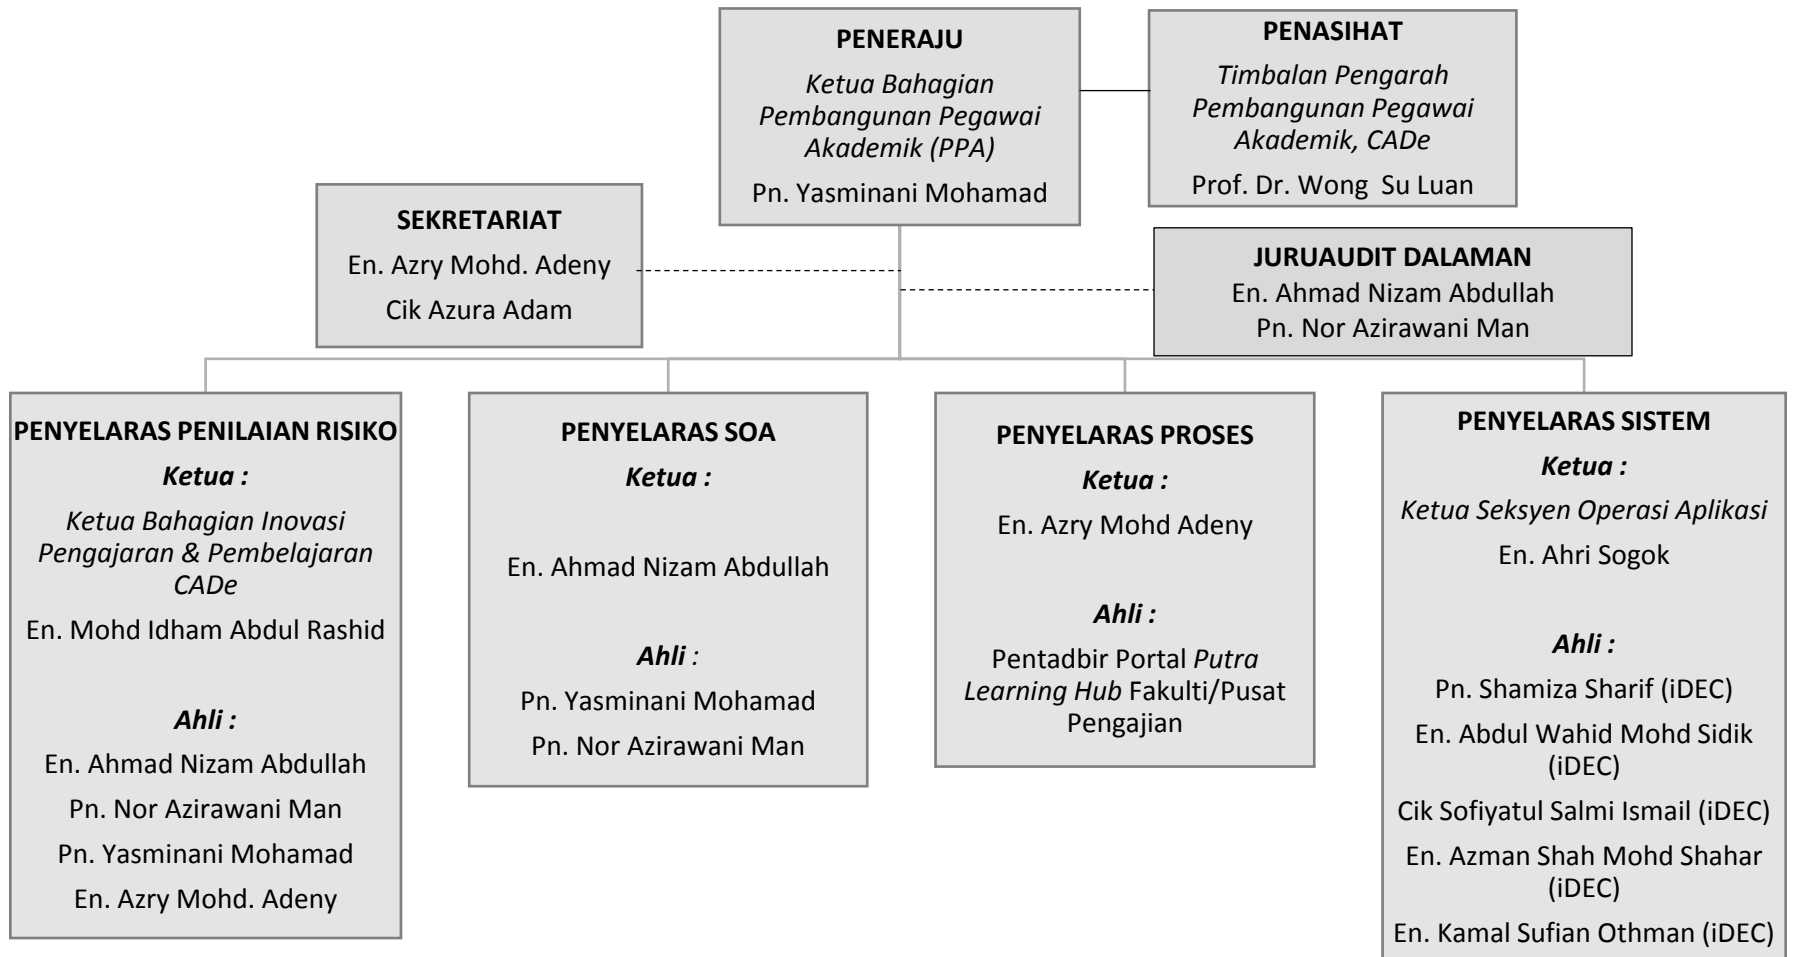 PENERAJU
Ketua Bahagian
Pembangunan Pegawai
Akademik (PPA)
Pn. Yasminani Mohamad
PENASIHAT
Timbalan Pengarah
Pembangunan Pegawai
Akademik, CADe
Prof. Dr. Wong Su Luan
SEKRETARIAT
En. Azry Mohd. Adeny
Cik Azura Adam
JURUAUDIT DALAMAN
En. Ahmad Nizam Abdullah
Pn. Nor Azirawani Man
PENYELARAS PENILAIAN RISIKO
Ketua :
Ketua Bahagian Inovasi
Pengajaran & Pembelajaran
CADe
En. Mohd Idham Abdul Rashid
Ahli :
En. Ahmad Nizam Abdullah
Pn. Nor Azirawani Man
Pn. Yasminani Mohamad
En. Azry Mohd. Adeny
PENYELARAS SOA
Ketua :
En. Ahmad Nizam Abdullah
Ahli :
Pn. Yasminani Mohamad
Pn. Nor Azirawani Man
PENYELARAS PROSES
Ketua :
En. Azry Mohd Adeny
Ahli :
Pentadbir Portal Putra
Learning Hub Fakulti/Pusat
Pengajian
PENYELARAS SISTEM
Ketua :
Ketua Seksyen Operasi Aplikasi
En. Ahri Sogok
Ahli :
Pn. Shamiza Sharif (iDEC)
En. Abdul Wahid Mohd Sidik
(iDEC)
Cik Sofiyatul Salmi Ismail (iDEC)
En. Azman Shah Mohd Shahar
(iDEC)
En. Kamal Sufian Othman (iDEC)